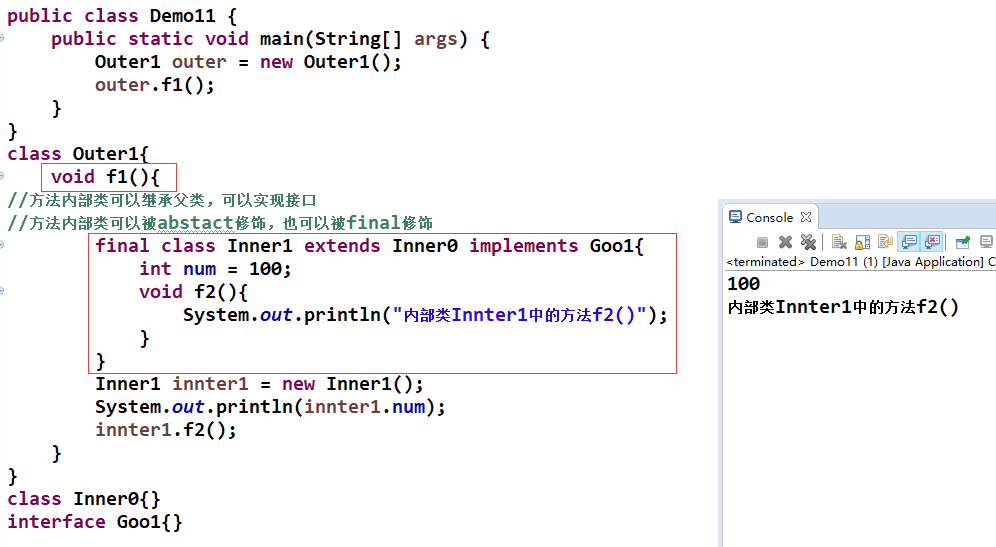 public class Demo11 {
    public static void main(String[] args) {
        Outer1 outer = new Outer1();
        outer.f1();
    }
}
class Outer1{
    void f1(){
//方法内部类可以继承父类，可以实现接口
//方法内部类可以被abstact修饰，也可以被final修饰
        final class Inner1 extends Inner0 implements Goo1{
            int num = 100;
            void f2(){
                System.out.println("内部类Innter1中的方法f2()");
            }
        }
        Inner1 innter1 = new Inner1();
        System.out.println(innter1.num);
        innter1.f2();
    }
}
class Inner0{}
interface Goo1{}
Console
<terminated> Demo11 (1) [Java Application] C
100
内部类Innter1中的方法f2()